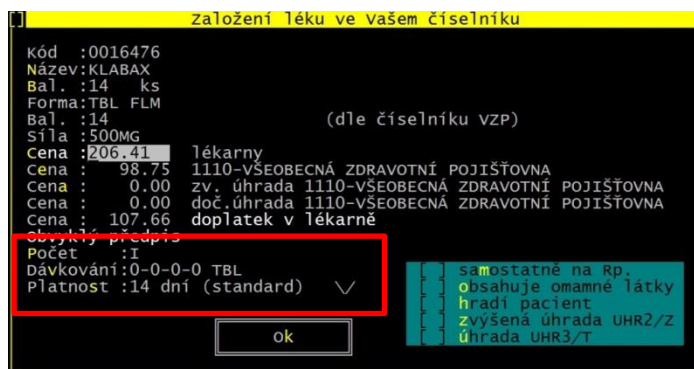 [ ] Založení léku ve Vašem číselníku
Kód :0016476
Název:KLABAX
Bal. :14 ks
Forma:TBL FLM
Bal. :14 (dle číselníku VZP)
Síla :500MG
Cena :206.41 lékarny
Cena : 98.75 1110-VŠEOBECNÁ ZDRAVOTNÍ POJIŠŤOVNA
Cena : 0.00 zv. úhrada 1110-VŠEOBECNÁ ZDRAVOTNÍ POJIŠŤOVNA
Cena : 0.00 doč.úhrada 1110-VŠEOBECNÁ ZDRAVOTNÍ POJIŠŤOVNA
Cena : 107.66 doplatek v lékarně
Obvyklý předpis
Počet :I
Dávkování:0-0-0-0 TBL
Platnost :14 dní (standard) \/
[ ] samostatně na Rp.
[ ] obsahuje omamné látky
[ ] hradí pacient
[ ] zvýšená úhrada UHR2/Z
[ ] úhrada UHR3/T
Ok